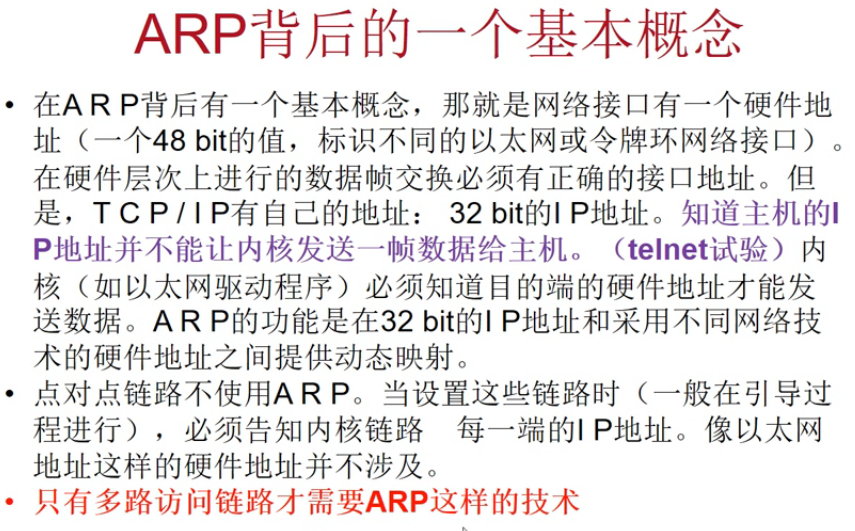 ARP背后的一个基本概念
• 在A R P背后有一个基本概念，那就是网络接口有一个硬件地
址（一个48 bit的值，标识不同的以太网或令牌环网络接口）。
在硬件层次上进行的数据帧交换必须有正确的接口地址。但
是，T C P / I P有自己的地址： 32 bit的I P地址。知道主机的I
P地址并不能让内核发送一帧数据给主机。（telnet试验）内
核（如以太网驱动程序）必须知道目的端的硬件地址才能发
送数据。A R P的功能是在32 bit的I P地址和采用不同网络技
术的硬件地址之间提供动态映射。
• 点对点链路不使用A R P。当设置这些链路时（一般在引导过
程进行），必须告知内核链路 每一端的I P地址。像以太网
地址这样的硬件地址并不涉及。
• 只有多路访问链路才需要ARP这样的技术